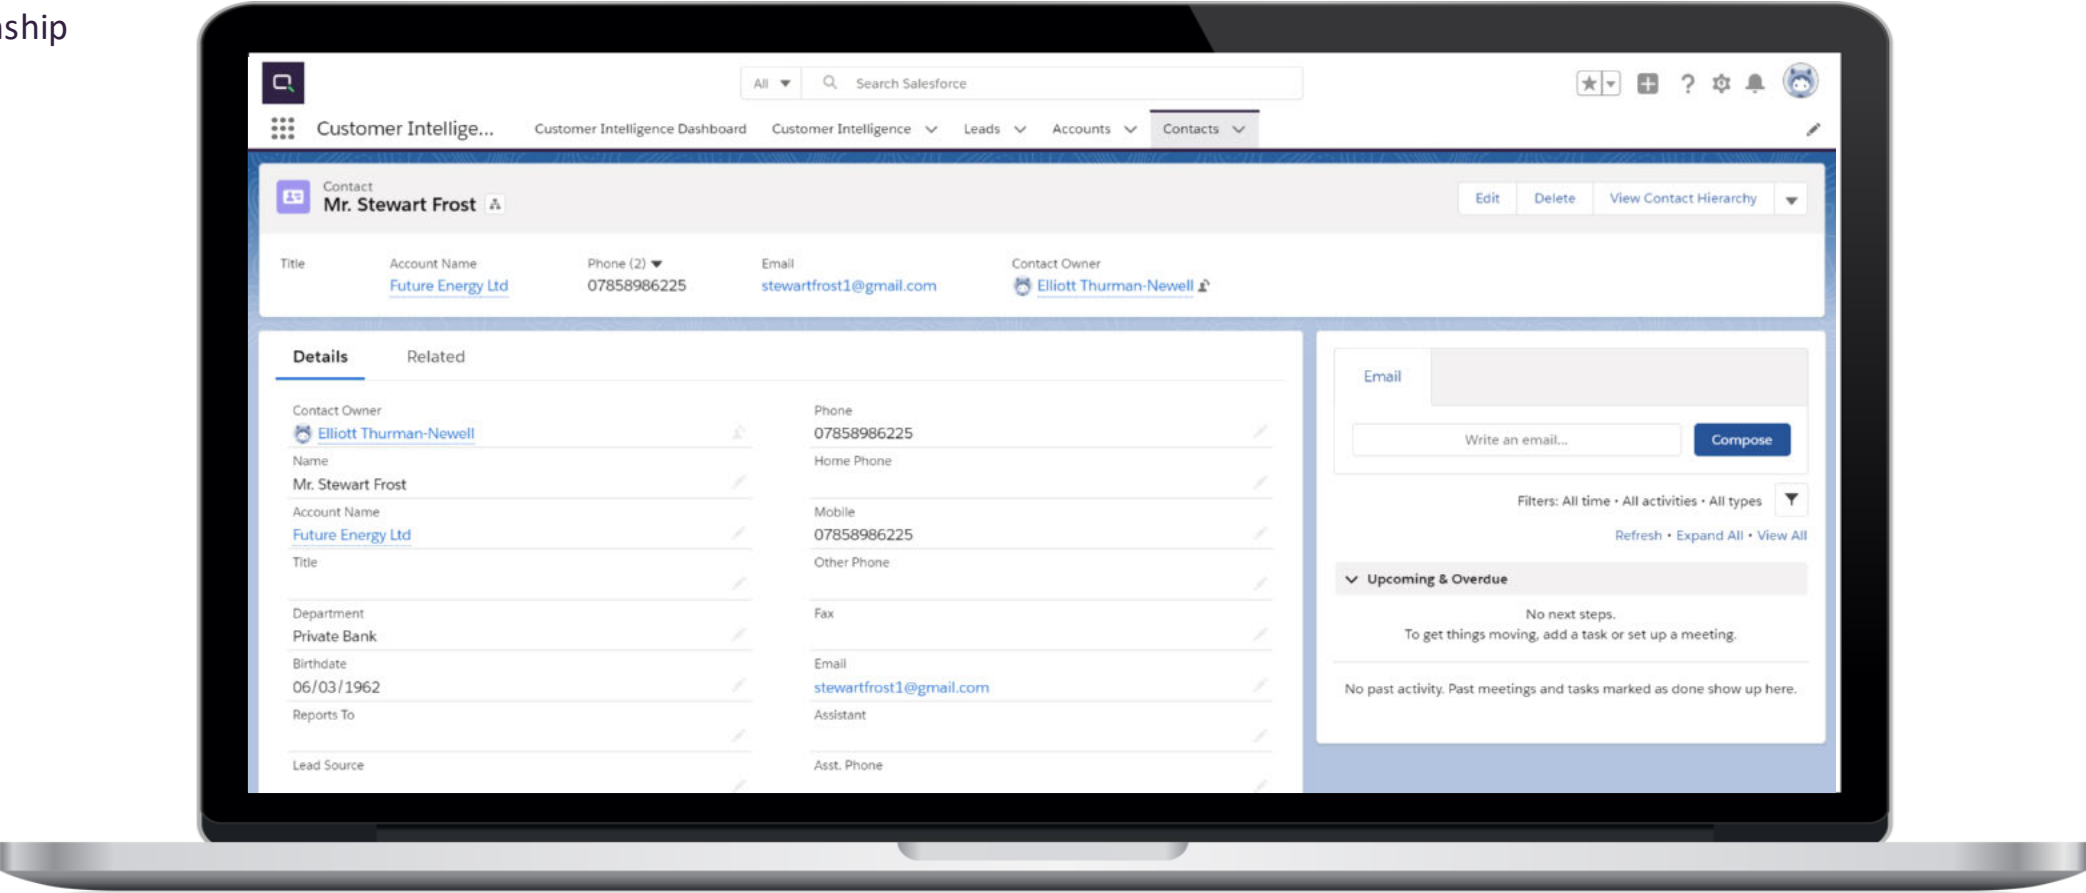 All Search Salesforce
Customer Intellige... Customer Intelligence Dashboard Customer Intelligence Leads Accounts Contacts
Contact
Mr. Stewart Frost
Edit Delete View Contact Hierarchy
Title Account Name Phone (2) Email Contact Owner
Future Energy Ltd 07858986225 stewartfrost1@gmail.com Elliott Thurman-Newell
Details Related
Contact Owner Phone
Elliott Thurman-Newell 07858986225
Name Home Phone
Mr. Stewart Frost
Account Name Mobile
Future Energy Ltd 07858986225
Title Other Phone
Department Fax
Private Bank
Birthdate Email
06/03/1962 stewartfrost1@gmail.com
Reports To Assistant
Lead Source Asst. Phone
Email
Write an email... Compose
Filters: All time • All activities • All types
Refresh • Expand All • View All
Upcoming & Overdue
No next steps.
To get things moving, add a task or set up a meeting.
No past activity. Past meetings and tasks marked as done show up here.